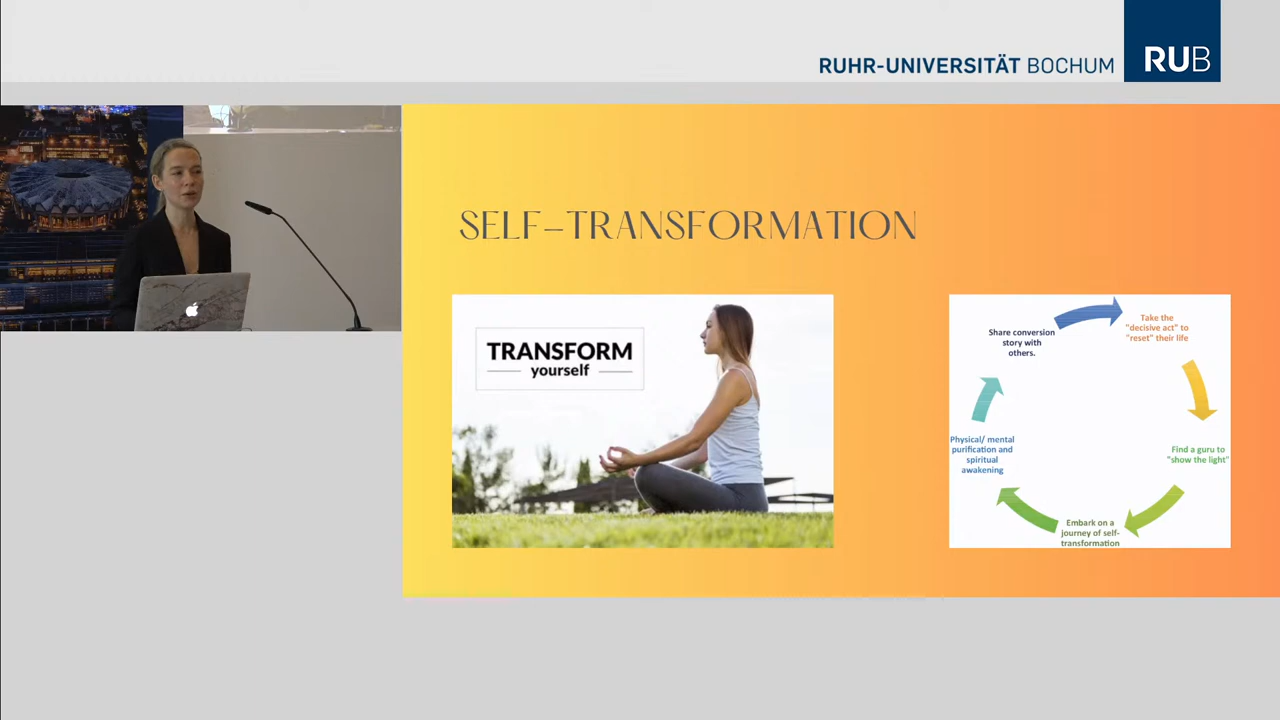 RUHR-UNIVERSITÄT BOCHUM
RUB
SELF-TRANSFORMATION
TRANSFORM
yourself
Take the
"decisive act" to
"reset" their life
Find a guru to
"show the light"
Embark on a
journey of self-
transformation
Physical/ mental
purification and
spiritual
awakening
Share conversion
story with
others.